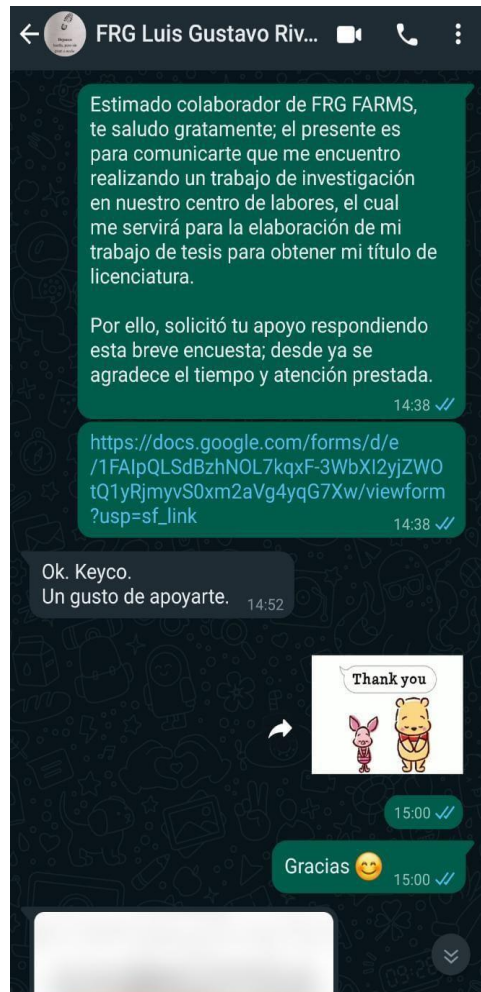 FRG Luis Gustavo Riv...
Estimado colaborador de FRG FARMS,
te saludo gratamente; el presente es
para comunicarte que me encuentro
realizando un trabajo de investigación
en nuestro centro de labores, el cual
me servirá para la elaboración de mi
trabajo de tesis para obtener mi título de
licenciatura.
Por ello, solicitó tu apoyo respondiendo
esta breve encuesta; desde ya se
agradece el tiempo y atención prestada.
14:38
https://docs.google.com/forms/d/e
/1FAIpQLSdBzhNOL7kqxF-3WbXI2yjZWO
tQ1yRjmyvS0xm2aVg4yqG7Xw/viewform
?usp=sf_link
14:38
Ok. Keyco.
Un gusto de apoyarte. 14:52
Thank you
15:00
Gracias 😊 15:00